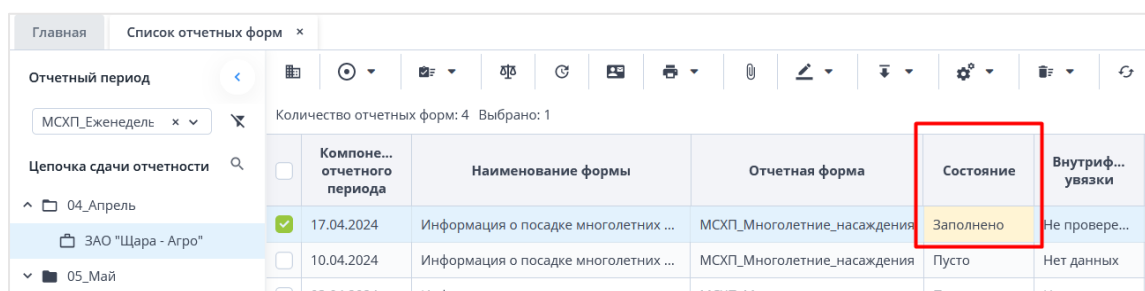 Главная
Список отчетных форм ×
Отчетный период
МСХП_Еженедель ×
Цепочка сдачи отчетности
04_Апрель
ЗАО "Щара - Агро"
05_Май
Количество отчетных форм: 4 Выбрано: 1
Компоне... отчетного периода
Наименование формы
Отчетная форма
Состояние
Внутриф... увязки
17.04.2024
Информация о посадке многолетних ...
МСХП_Многолетние_насаждения
Заполнено
Не провере...
10.04.2024
Информация о посадке многолетних ...
МСХП_Многолетние_насаждения
Пусто
Нет данных